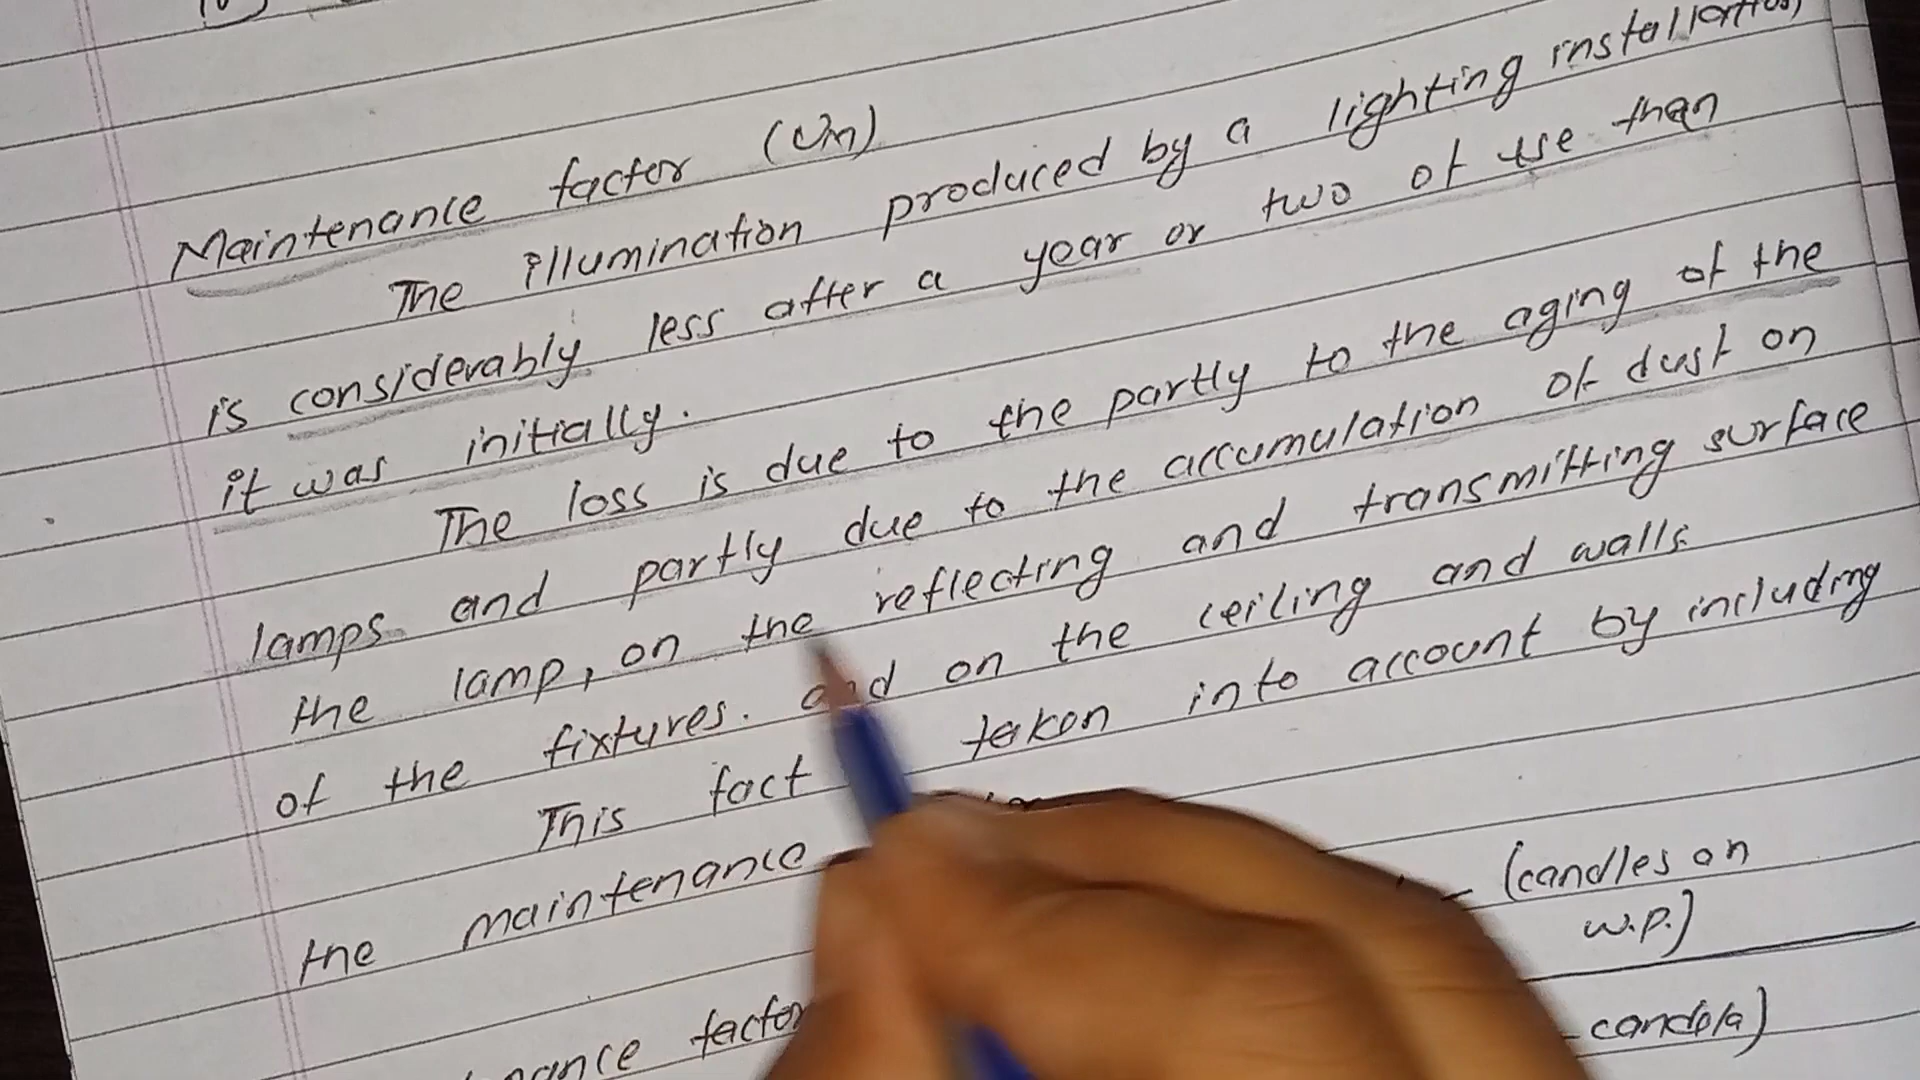 Maintenance factor (Um)
The illumination produced by a lighting installation
is considerably less after a year or two of use than
it was initially.
The loss is due to the partly to the aging of the
lamps and partly due to the accumulation of dust on
the lamp, on the reflecting and transmitting surface
of the fixtures. and on the ceiling and walls
This fact taken into account by including
the maintenance
(candles on
w.p.)
factor
candela)